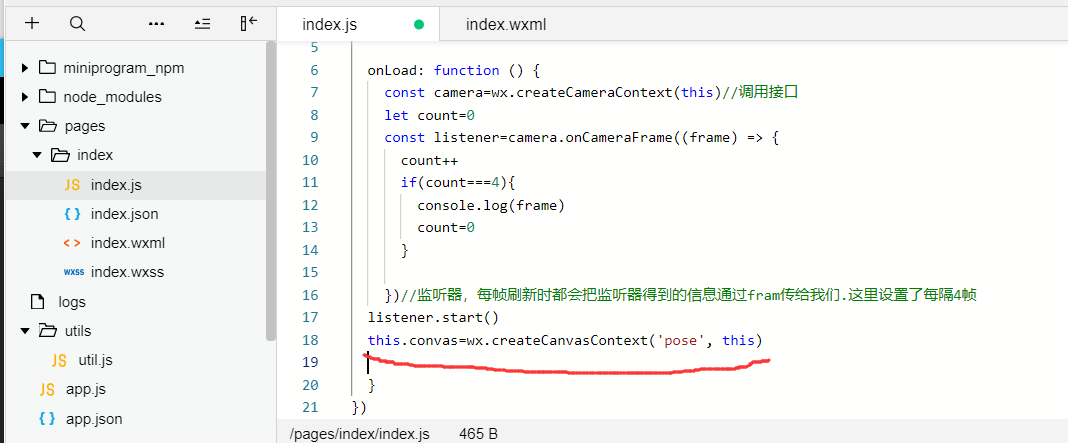 index.js
index.wxml
miniprogram_npm
node_modules
pages
index
JS index.js
{ } index.json
< > index.wxml
wxss index.wxss
logs
utils
JS util.js
JS app.js
{ } app.json
5
6 onLoad: function () {
7 const camera=wx.createCameraContext(this)//调用接口
8 let count=0
9 const listener=camera.onCameraFrame((frame) => {
10 count++
11 if(count===4){
12 console.log(frame)
13 count=0
14 }
15
16 })//监听器，每帧刷新时都会把监听器得到的信息通过fram传给我们.这里设置了每隔4帧
17 listener.start()
18 this.convas=wx.createCanvasContext('pose', this)
19
20 }
21 })
/pages/index/index.js 465 B